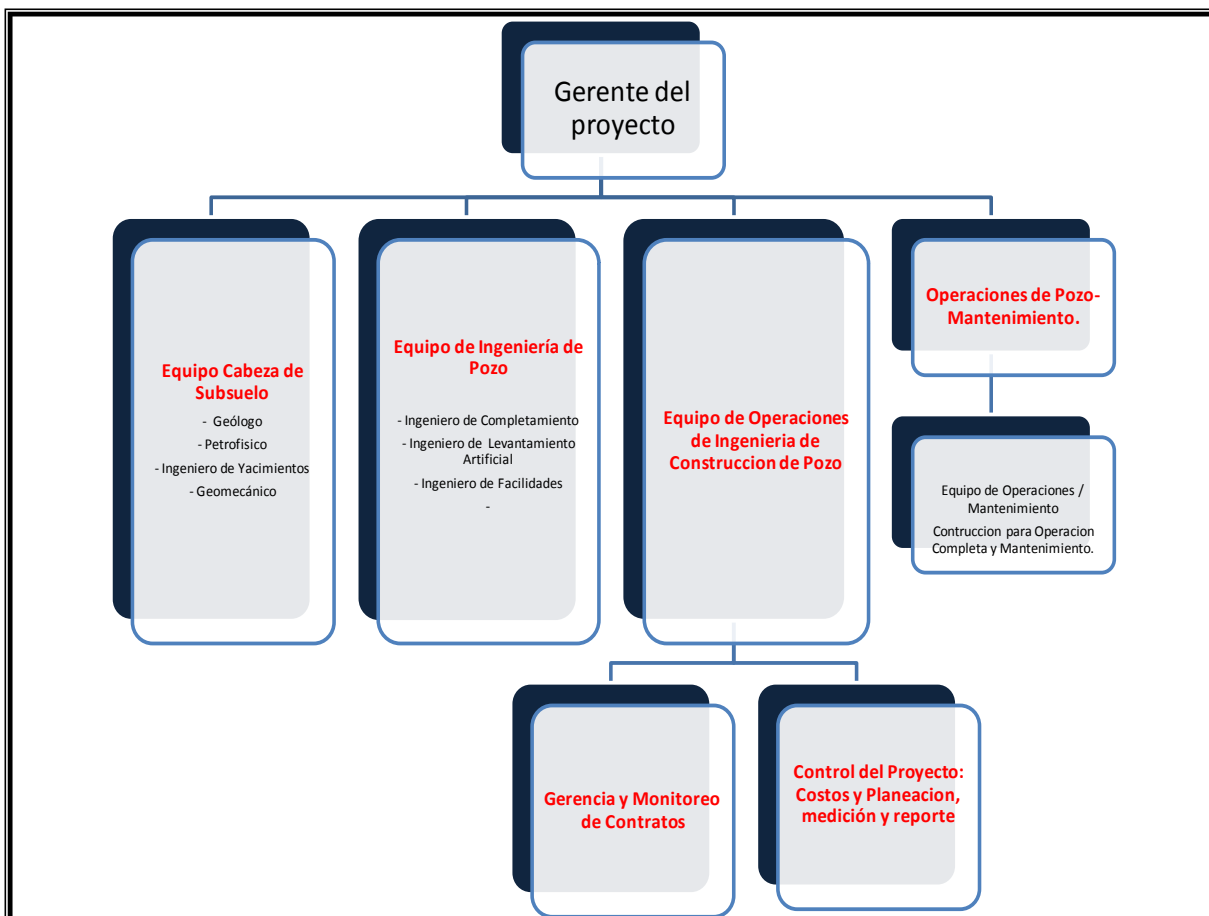 Gerente del
proyecto
Equipo Cabeza de
Subsuelo
- Geólogo
- Petrofisico
- Ingeniero de Yacimientos
- Geomecánico
Equipo de Ingeniería de
Pozo
- Ingeniero de Completamiento
- Ingeniero de Levantamiento
Artificial
- Ingeniero de Facilidades
-
Equipo de Operaciones
de Ingenieria de
Construccion de Pozo
Operaciones de Pozo-
Mantenimiento.
Equipo de Operaciones /
Mantenimiento
Contruccion para Operacion
Completa y Mantenimiento.
Gerencia y Monitoreo
de Contratos
Control del Proyecto:
Costos y Planeacion,
medición y reporte